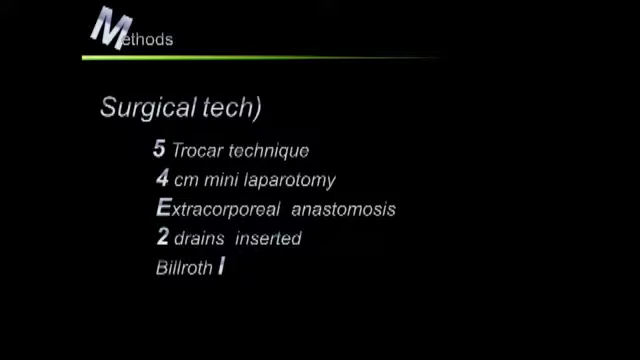 Methods
Surgical tech)
5 Trocar technique
4 cm mini laparotomy
Extracorporeal anastomosis
2 drains inserted
Billroth I